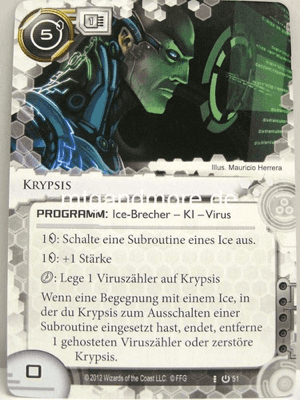 5
1
Illus. Mauricio Herrera
KRYPSIS
midandmore.de
PROGRAMM: Ice-Brecher – KI –Virus
1: Schalte eine Subroutine eines Ice aus.
1: +1 Stärke
: Lege 1 Viruszähler auf Krypsis
Wenn eine Begegnung mit einem Ice, in
der du Krypsis zum Ausschalten einer
Subroutine eingesetzt hast, endet, entferne
1 gehosteten Viruszähler oder zerstöre
Krypsis.
0
© 2012 Wizards of the Coast LLC. © FFG
51